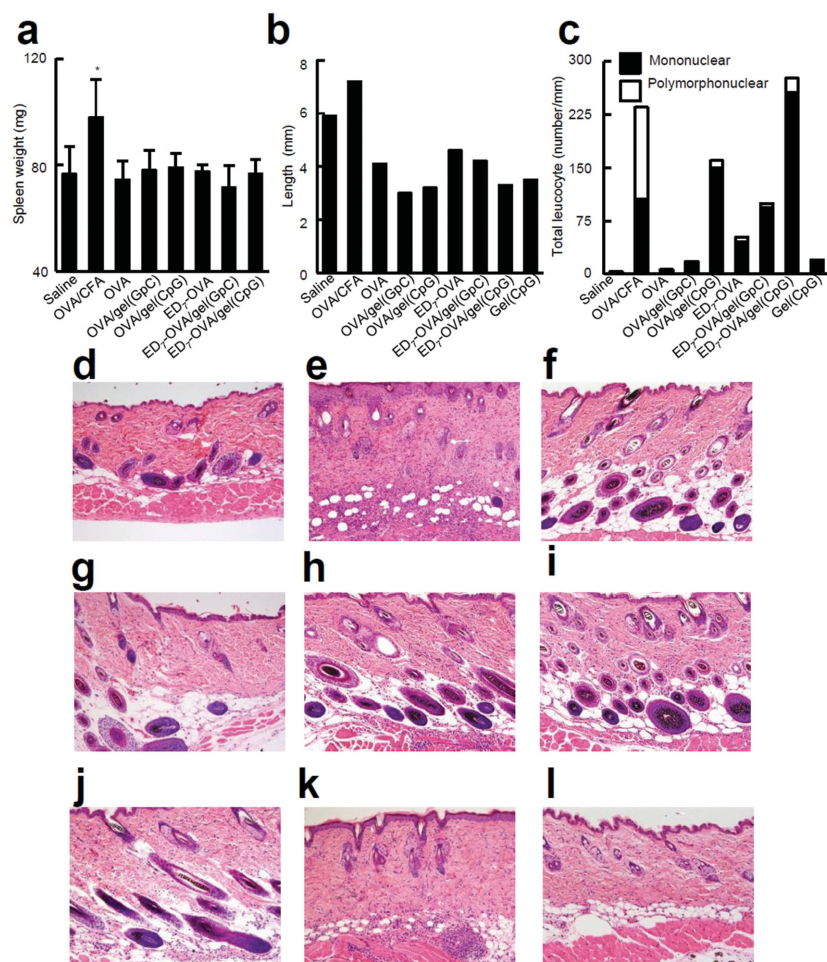 a
Spleen weight (mg)
120
80
40
*
Saline
OVA/CFA
OVA
OVA/gel(GpC)
OVA/gel(CpG)
ED7-OVA
ED7-OVA/gel(GpC)
ED7-OVA/gel(CpG)
b
Length (mm)
8
6
4
2
0
Saline
OVA/CFA
OVA
OVA/gel(GpC)
OVA/gel(CpG)
ED7-OVA
ED7-OVA/gel(GpC)
ED7-OVA/gel(CpG)
Gel(CpG)
c
Total leucocyte (number/mm)
300
225
150
75
0
Mononuclear
Polymorphonuclear
Saline
OVA/CFA
OVA
OVA/gel(GpC)
OVA/gel(CpG)
ED7-OVA
ED7-OVA/gel(GpC)
ED7-OVA/gel(CpG)
Gel(CpG)
d
e
f
g
h
i
j
k
l